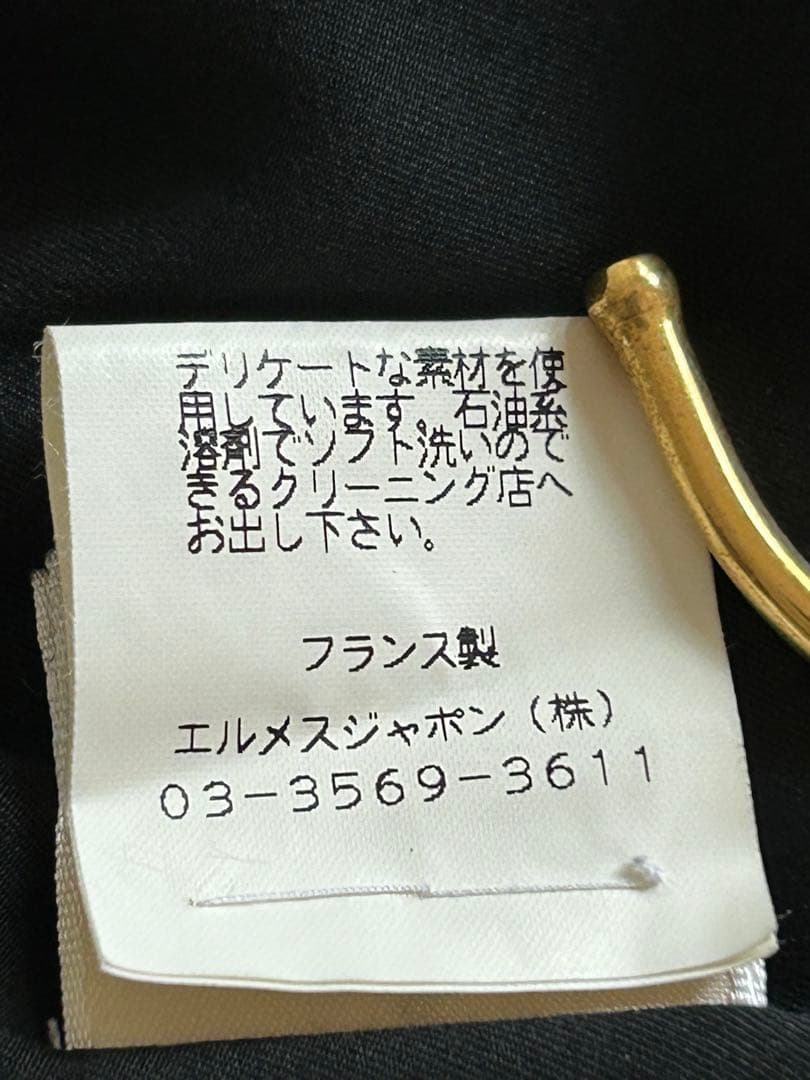 デリケートな素材を使
用しています。石油系
溶剤でソフト洗いので
きるクリーニング店へ
お出し下さい。
フランス製
エルメスジャポン（株）
03-3569-3611